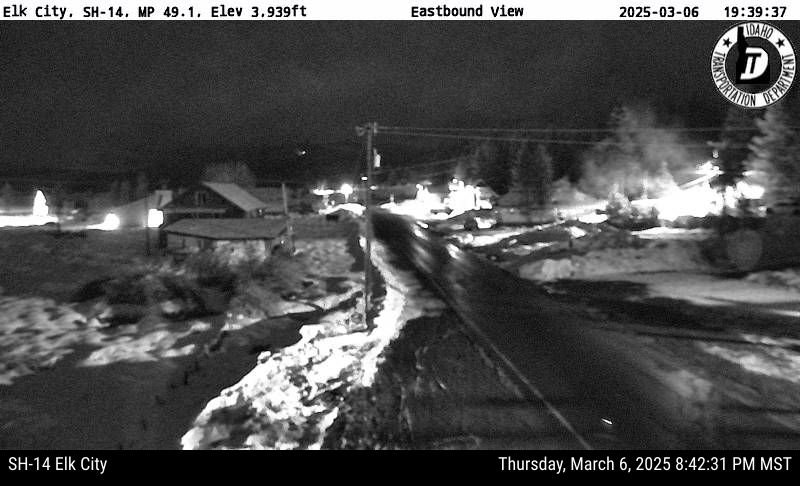 Elk City, SH-14, MP 49.1, Elev 3,939ft Eastbound View 2025-03-06 19:39:37
IDAHO
TRANSPORTATION DEPARTMENT
SH-14 Elk City Thursday, March 6, 2025 8:42:31 PM MST